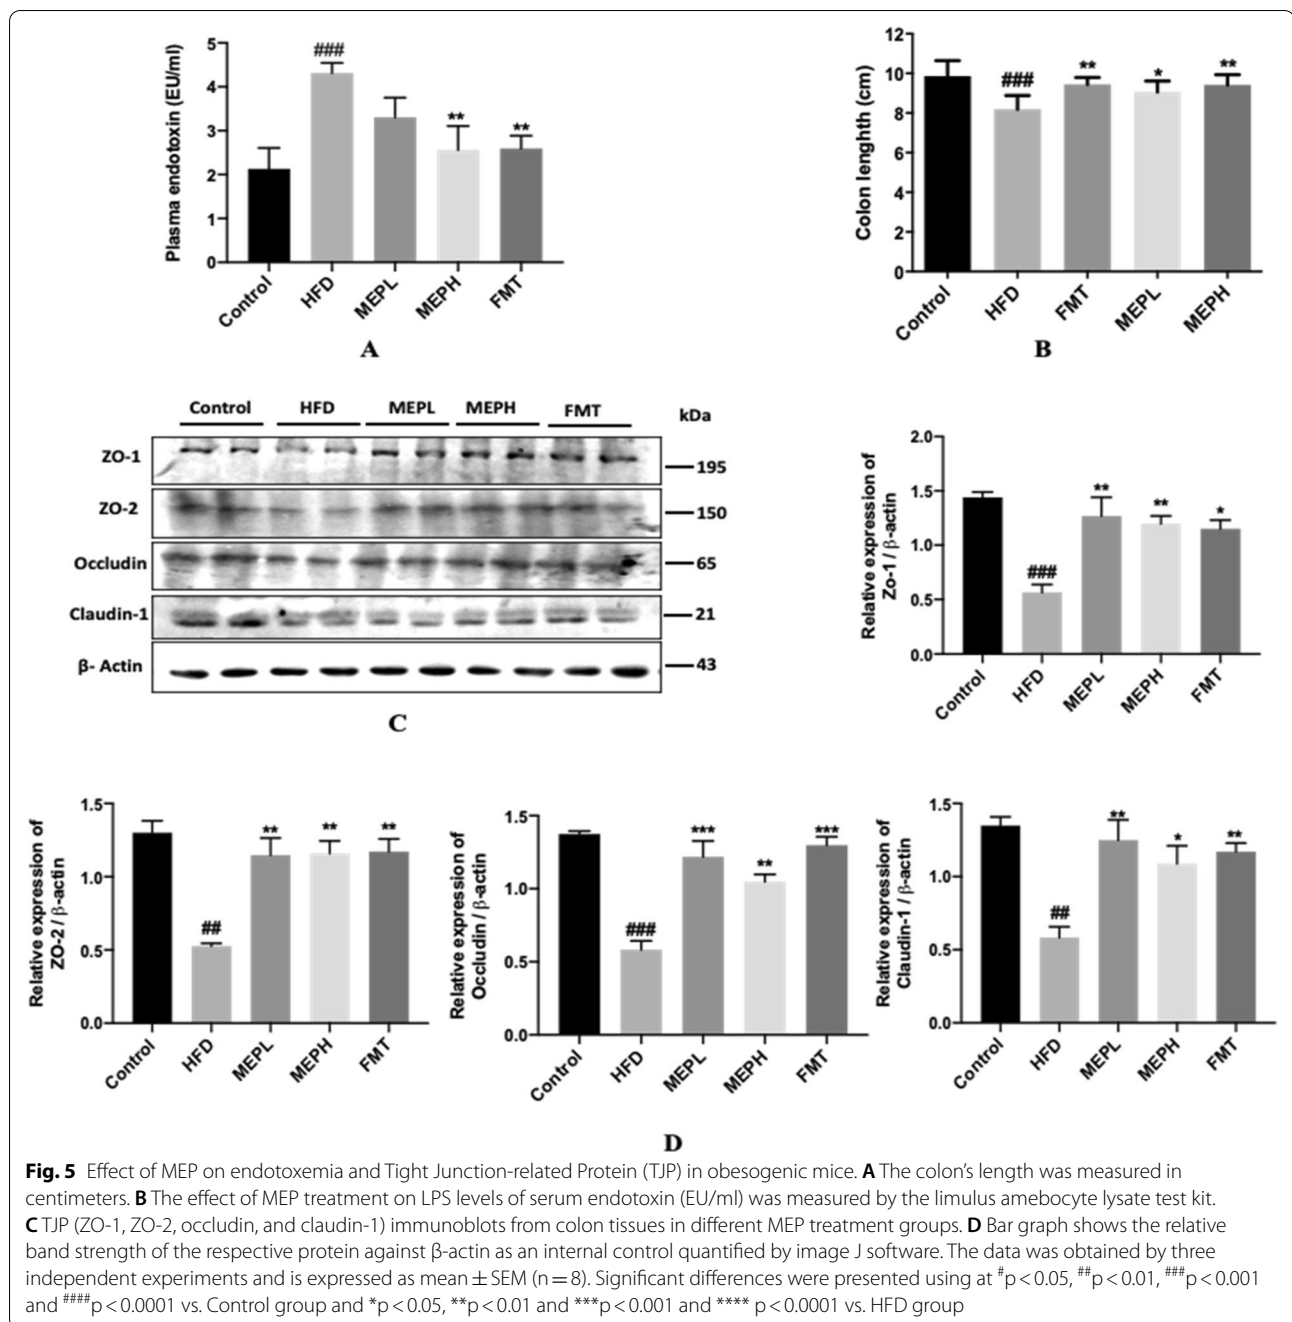 Plasma endotoxin (EU/ml)
5
4
3
2
1
0
###
**
**
Control
HFD
MEPL
MEPH
FMT
A
Colon lenghth (cm)
12
10
8
6
4
2
0
###
**
*
**
Control
HFD
FMT
MEPL
MEPH
B
Control HFD MEPL MEPH FMT kDa
ZO-1 195
ZO-2 150
Occludin 65
Claudin-1 21
β- Actin 43
C
Relative expression of
Zo-1 / β-actin
2.0
1.5
1.0
0.5
0.0
###
**
**
*
Control
HFD
MEPL
MEPH
FMT
Relative expression of
ZO-2 / β-actin
1.5
1.0
0.5
0.0
##
**
**
**
Control
HFD
MEPL
MEPH
FMT
Relative expression of
Occludin / β-actin
1.5
1.0
0.5
0.0
###
***
**
***
Control
HFD
MEPL
MEPH
FMT
Relative expression of
Claudin-1 / β-actin
1.5
1.0
0.5
0.0
##
**
*
**
Control
HFD
MEPL
MEPH
FMT
D
Fig. 5 Effect of MEP on endotoxemia and Tight Junction-related Protein (TJP) in obesogenic mice. A The colon's length was measured in
centimeters. B The effect of MEP treatment on LPS levels of serum endotoxin (EU/ml) was measured by the limulus amebocyte lysate test kit.
C TJP (ZO-1, ZO-2, occludin, and claudin-1) immunoblots from colon tissues in different MEP treatment groups. D Bar graph shows the relative
band strength of the respective protein against β-actin as an internal control quantified by image J software. The data was obtained by three
independent experiments and is expressed as mean ± SEM (n = 8). Significant differences were presented using at #p < 0.05, ##p < 0.01, ###p < 0.001
and ####p < 0.0001 vs. Control group and *p < 0.05, **p < 0.01 and ***p < 0.001 and **** p < 0.0001 vs. HFD group